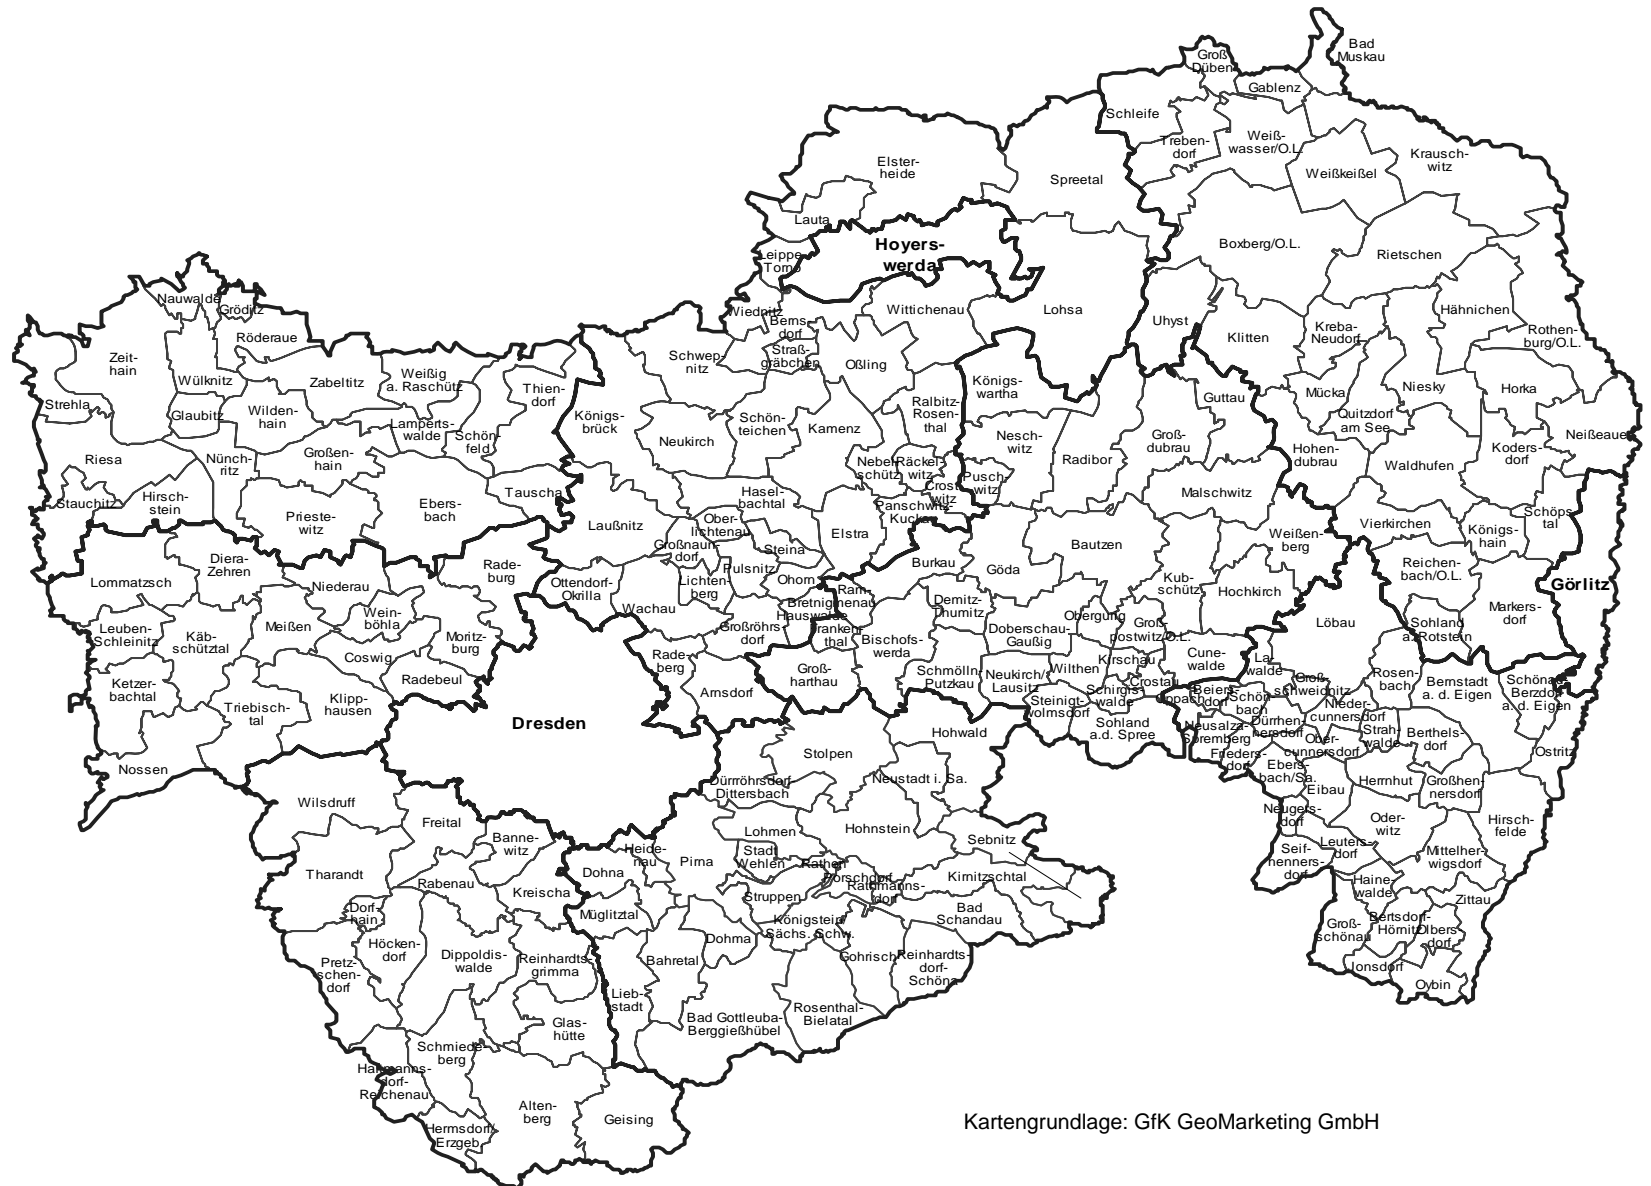 Bad
Muskau
Groß
Düben
Gablenz
Schleife
Treben-
dorf
Weiß-
wasser/O.L.
Krausch-
witz
Weißkeißel
Elster-
heide
Spreetal
Lauta
Boxberg/O.L.
Rietschen
Hoyers-
werda
Leippe-
Torno
Nauwalde
Gröditz
Wiednitz
Wittichenau
Lohsa
Uhyst
Klitten
Kreba-
Neudorf
Hähnichen
Rothen-
burg/O.L.
Berns-
dorf
Röderaue
Zeit-
hain
Schwep-
nitz
Straß-
gräbchen
Oßling
Wülknitz
Zabeltitz
Weißig
a. Raschütz
Thien-
dorf
Königs-
wartha
Guttau
Mücka
Niesky
Horka
Strehla
Glaubitz
Wilden-
hain
Lamperts-
walde
Schön-
feld
Königs-
brück
Neukirch
Schön-
teichen
Kamenz
Ralbitz-
Rosen-
thal
Nesch-
witz
Radibor
Groß-
dubrau
Quitzdorf
am See
Hohen-
dubrau
Neißeaue
Riesa
Nünch-
ritz
Großen-
hain
Nebel-
schütz
Räckel-
witz
Crost-
witz
Pusch-
witz
Waldhufen
Koders-
dorf
Stauchitz
Hirsch-
stein
Prieste-
witz
Ebers-
bach
Tauscha
Hasel-
bachtal
Panschwitz-
Kuckau
Malschwitz
Schöps-
tal
Laußnitz
Ober-
lichtenau
Elstra
Bautzen
Weißen-
berg
Vierkirchen
Königs-
hain
Großnaun-
dorf
Steina
Lommatzsch
Diera-
Zehren
Niederau
Rade-
burg
Ottendorf-
Okrilla
Pulsnitz
Lichten-
berg
Ohorn
Burkau
Göda
Kub-
schütz
Hochkirch
Reichen-
bach/O.L.
Görlitz
Wachau
Bretnig-
Hauswalde
Rammenau
Demitz-
Thumitz
Obergurig
Löbau
Markers-
dorf
Leuben-
Schleinitz
Käb-
schütztal
Meißen
Wein-
böhla
Moritz-
burg
Großröhrs-
dorf
Franken-
thal
Bischofs-
werda
Doberschau-
Gaußig
Groß-
postwitz/O.L.
Sohland
a. Rotstein
Coswig
Rade-
berg
Ketzer-
bachtal
Radebeul
Arnsdorf
Groß-
harthau
Schmölln-
Putzkau
Neukirch/
Lausitz
Wilthen
Kirschau
Crostau
Cune-
walde
La-
walde
Rosen-
bach
Bernstadt
a. d. Eigen
Schönau-
Berzdorf
a. d. Eigen
Triebisch-
tal
Klipp-
hausen
Dresden
Steinigt-
wolmsdorf
Schirgis-
walde
Oppach
Beiers-
dorf
Schön-
bach
Groß-
schweidnitz
Nieder-
cunnersdorf
Sohland
a.d. Spree
Hohwald
Neusalza-
Spremberg
Dürrhen-
nersdorf
Ober-
cunnersdorf
Strah-
walde
Berthels-
dorf
Ostritz
Nossen
Stolpen
Frieders-
dorf
Ebers-
bach/Sa.
Eibau
Herrnhut
Großhen-
nersdorf
Dürrröhrsdorf-
Dittersbach
Neustadt i. Sa.
Wilsdruff
Freital
Banne-
witz
Lohmen
Hohnstein
Sebnitz
Neugers-
dorf
Oder-
witz
Hirsch-
felde
Seif-
henners-
dorf
Leuters-
dorf
Mittelher-
wigsdorf
Heide-
nau
Dohna
Pirna
Stadt
Wehlen
Rathen
Porschdorf
Rathmanns-
dorf
Kirnitzschtal
Tharandt
Rabenau
Kreischa
Struppen
Haine-
walde
Zittau
Dorf-
hain
Müglitztal
Königstein/
Sächs. Schw.
Bad
Schandau
Groß-
schönau
Bertsdorf-
Hörnitz
Olbers-
dorf
Höcken-
dorf
Dippoldis-
walde
Reinhardts-
grimma
Dohma
Bahretal
Gohrisch
Reinhardts-
dorf-
Schöna
Jonsdorf
Oybin
Pretz-
schen-
dorf
Lieb-
stadt
Glas-
hütte
Bad Gottleuba-
Berggießhübel
Rosenthal-
Bielatal
Schmiede-
berg
Hartmanns-
dorf-
Reichenau
Alten-
berg
Geising
Hermsdorf/
Erzgeb.
Kartengrundlage: GfK GeoMarketing GmbH